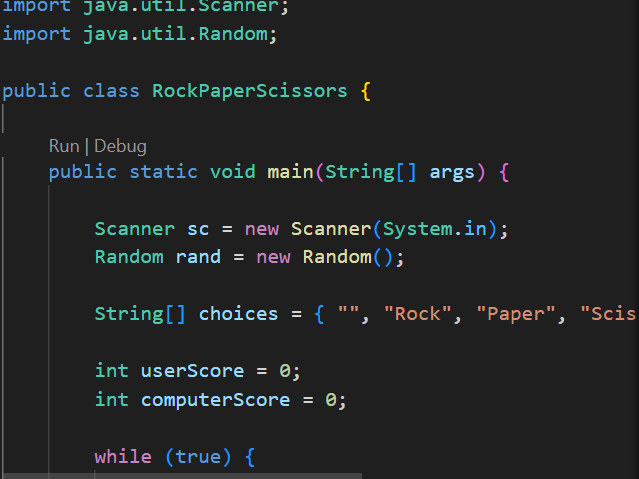 import java.util.Scanner;
import java.util.Random;
public class RockPaperScissors {
Run | Debug
public static void main(String[] args) {
Scanner sc = new Scanner(System.in);
Random rand = new Random();
String[] choices = { "", "Rock", "Paper", "Scis
int userScore = 0;
int computerScore = 0;
while (true) {